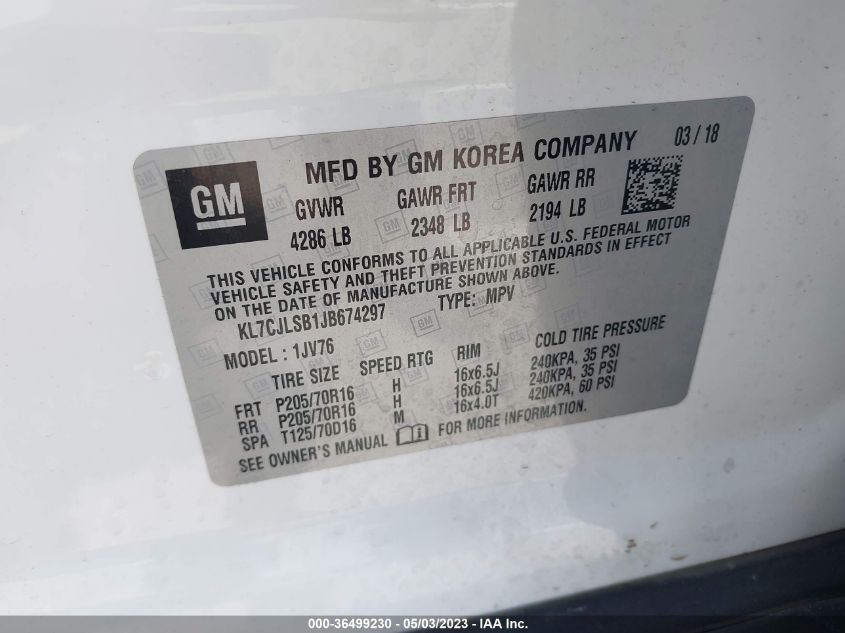 GM
MFD BY GM KOREA COMPANY 03/18
GVWR GAWR FRT GAWR RR
4286 LB 2348 LB 2194 LB
THIS VEHICLE CONFORMS TO ALL APPLICABLE U.S. FEDERAL MOTOR
VEHICLE SAFETY AND THEFT PREVENTION STANDARDS IN EFFECT
ON THE DATE OF MANUFACTURE SHOWN ABOVE.
KL7CJLSB1JB674297 TYPE: MPV
MODEL : 1JV76
TIRE SIZE SPEED RTG RIM COLD TIRE PRESSURE
FRT P205/70R16 H 16x6.5J 240KPA, 35 PSI
RR P205/70R16 H 16x6.5J 240KPA, 35 PSI
SPA T125/70D16 M 16x4.0T 420KPA, 60 PSI
SEE OWNER'S MANUAL FOR MORE INFORMATION.
000-36499230 - 05/03/2023 - IAA Inc.